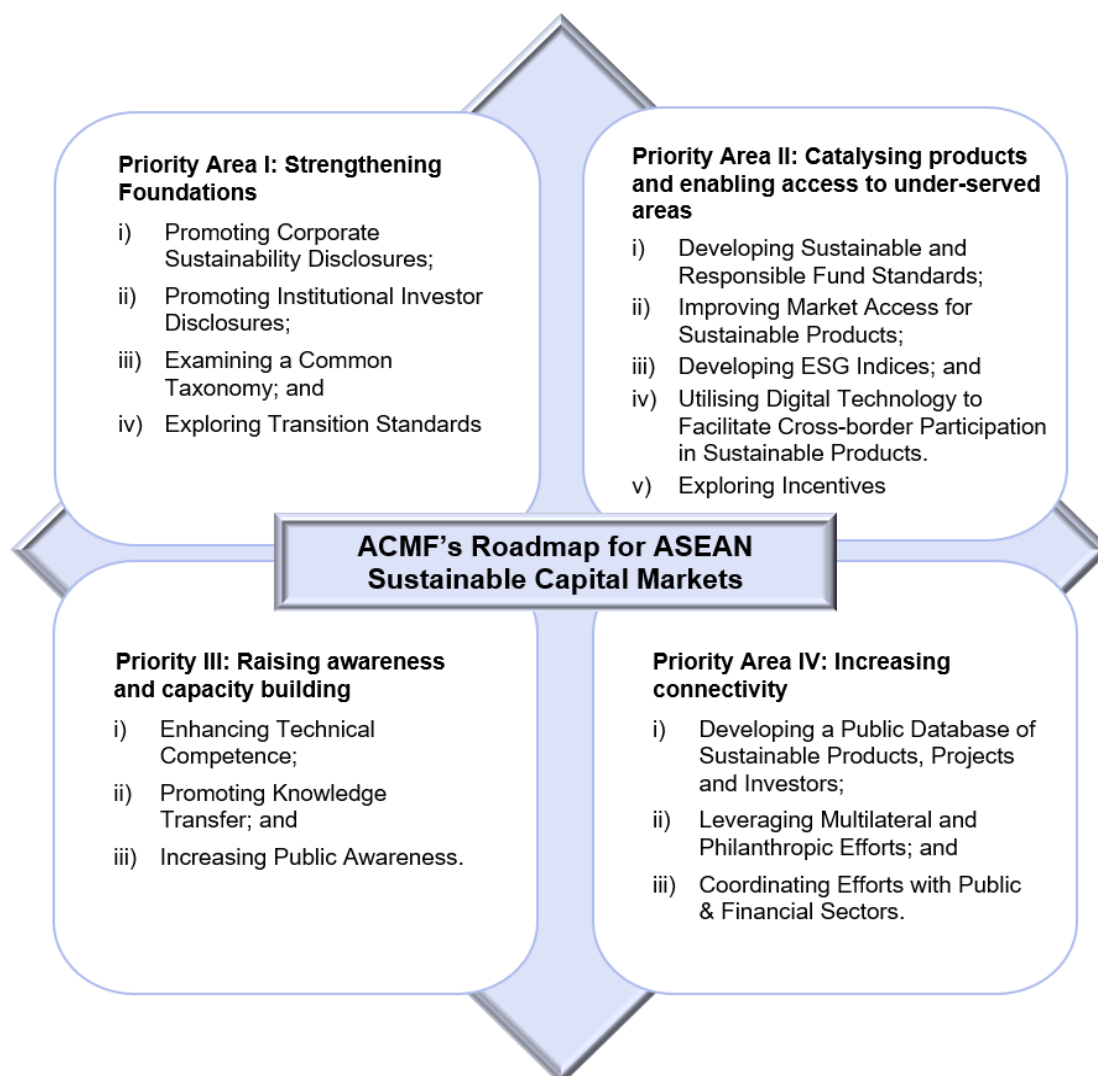 Priority Area I: Strengthening
Foundations
i) Promoting Corporate
Sustainability Disclosures;
ii) Promoting Institutional Investor
Disclosures;
iii) Examining a Common
Taxonomy; and
iv) Exploring Transition Standards
Priority Area II: Catalysing products
and enabling access to under-served
areas
i) Developing Sustainable and
Responsible Fund Standards;
ii) Improving Market Access for
Sustainable Products;
iii) Developing ESG Indices; and
iv) Utilising Digital Technology to
Facilitate Cross-border Participation
in Sustainable Products.
v) Exploring Incentives
ACMF’s Roadmap for ASEAN
Sustainable Capital Markets
Priority III: Raising awareness
and capacity building
i) Enhancing Technical
Competence;
ii) Promoting Knowledge
Transfer; and
iii) Increasing Public Awareness.
Priority Area IV: Increasing
connectivity
i) Developing a Public Database of
Sustainable Products, Projects
and Investors;
ii) Leveraging Multilateral and
Philanthropic Efforts; and
iii) Coordinating Efforts with Public
& Financial Sectors.